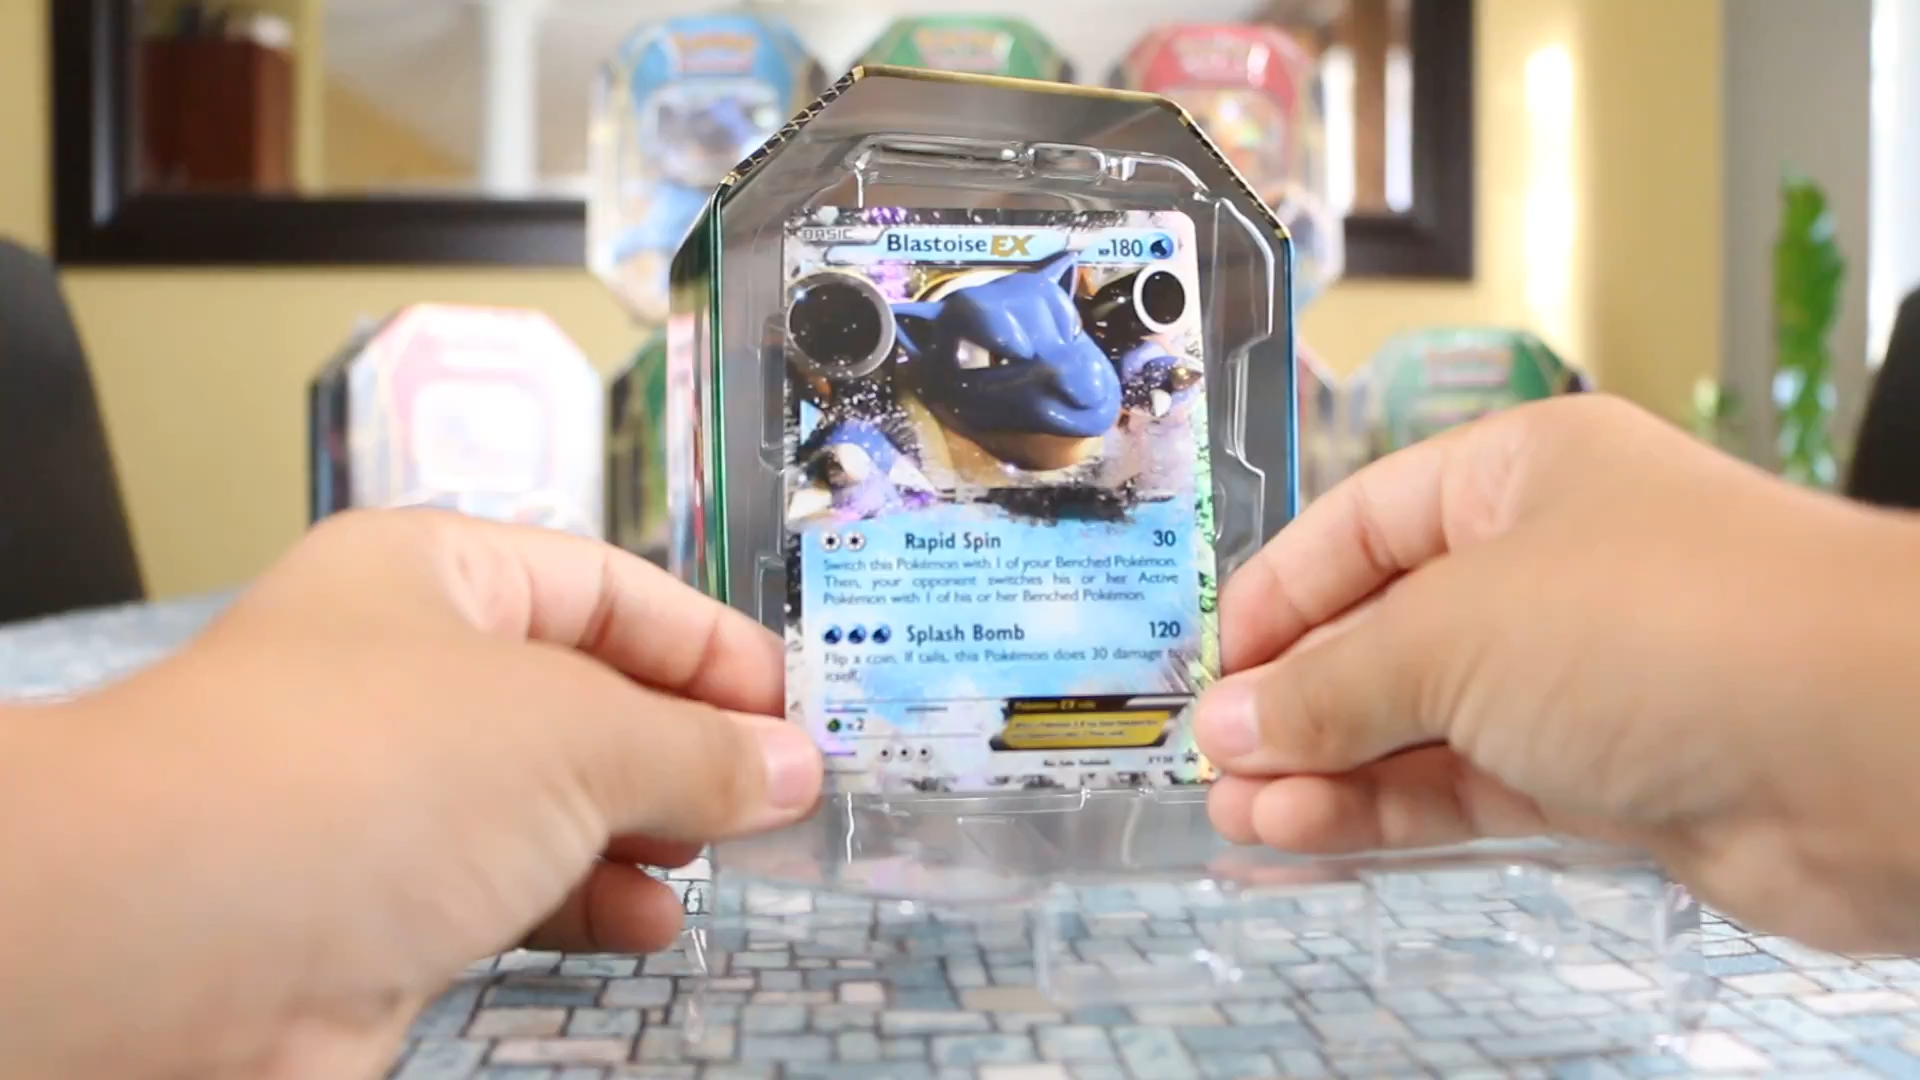 BASIC
Blastoise EX
HP180
Rapid Spin 30
Switch this Pokémon with 1 of your Benched Pokémon.
Then, your opponent switches his or her Active
Pokémon with 1 of his or her Benched Pokémon.
Splash Bomb 120
Flip a coin. If tails, this Pokémon does 30 damage to
itself.
×2